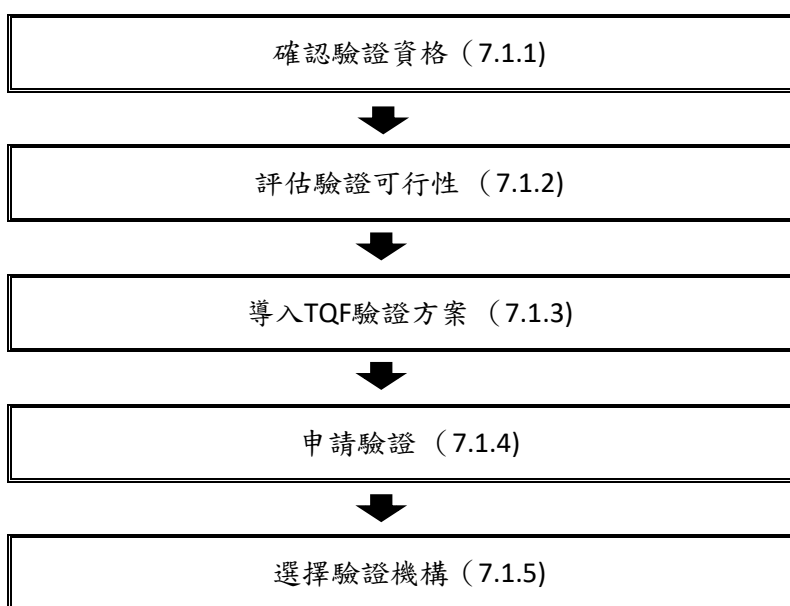 確認驗證資格（7.1.1)
評估驗證可行性 （7.1.2)
導入TQF驗證方案 （7.1.3)
申請驗證 （7.1.4)
選擇驗證機構（7.1.5)